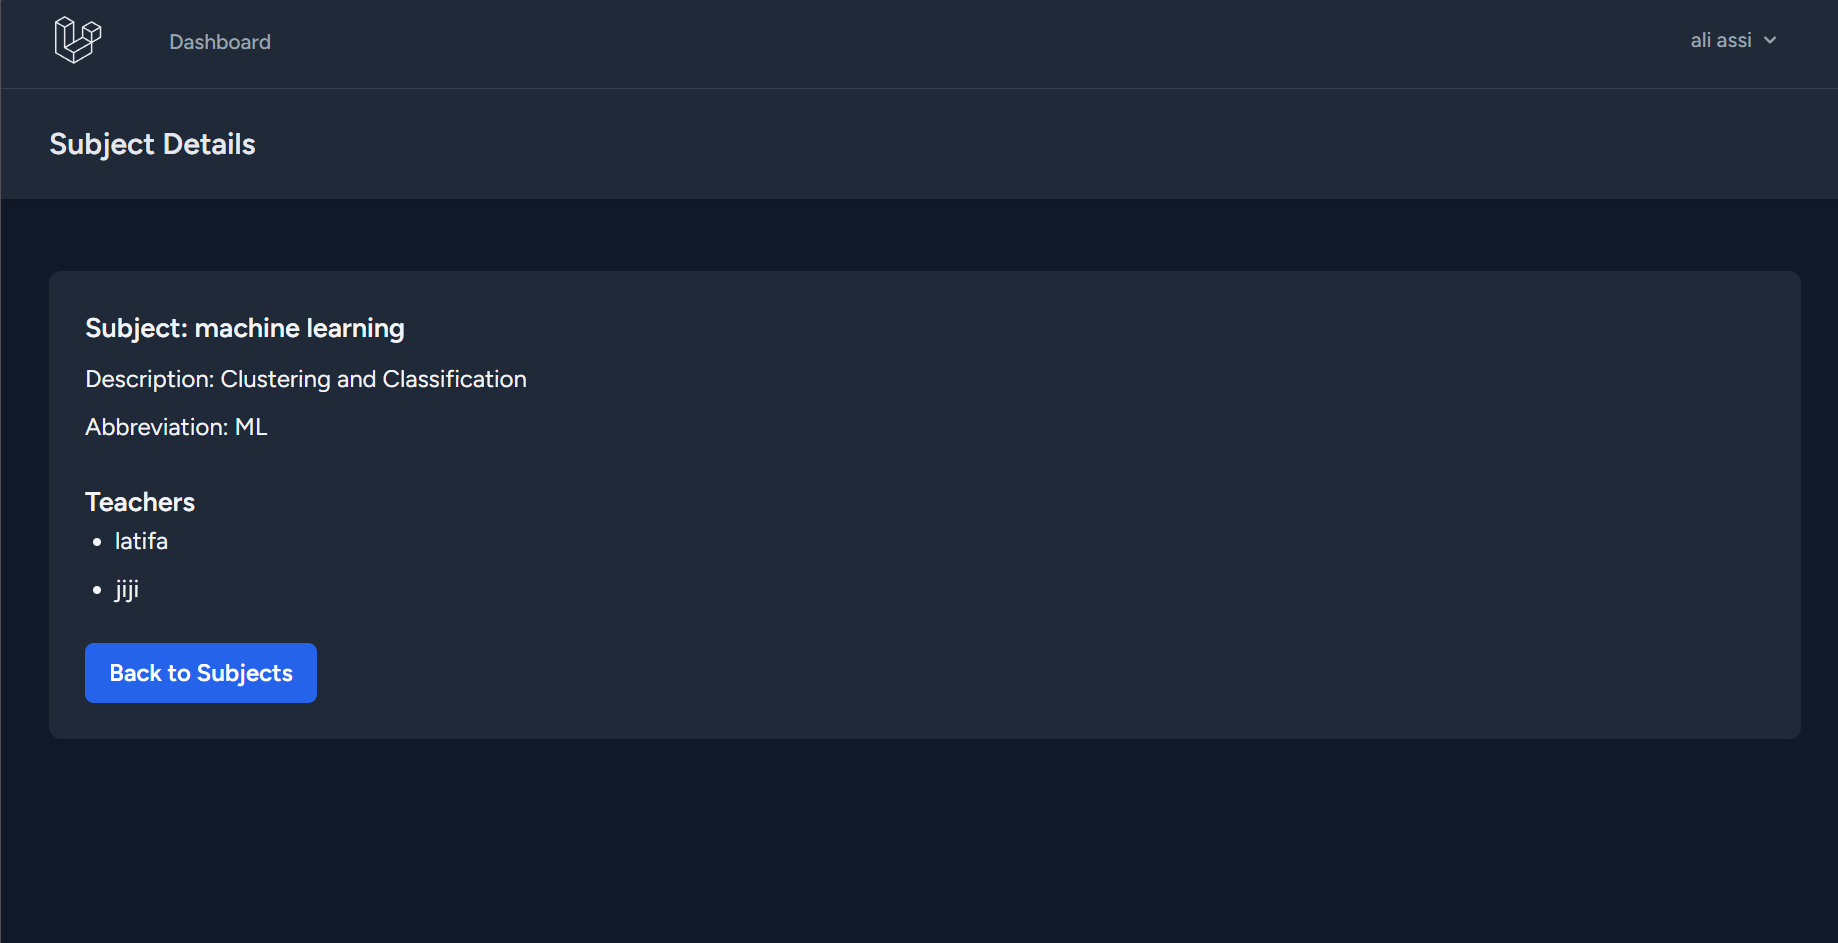 Dashboard
ali assi
Subject Details
Subject: machine learning
Description: Clustering and Classification
Abbreviation: ML
Teachers
latifa
jiji
Back to Subjects